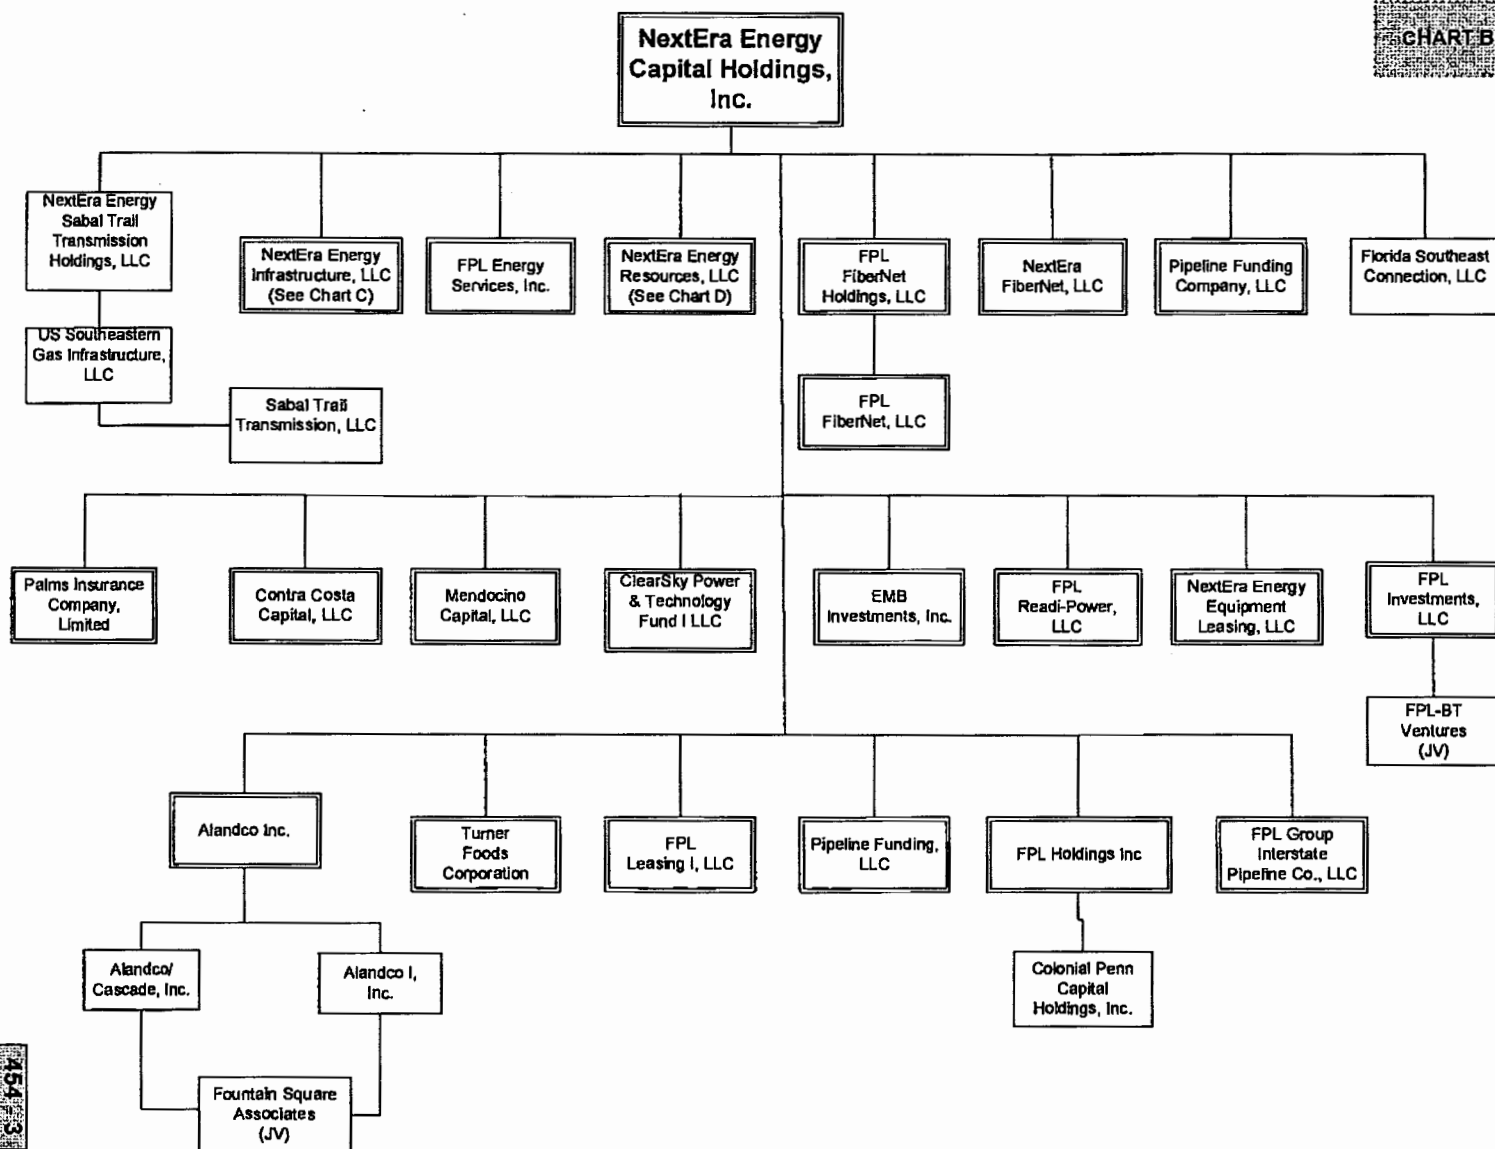 CHART B
NextEra Energy
Capital Holdings,
Inc.
NextEra Energy
Sabal Trail
Transmission
Holdings, LLC
NextEra Energy
Infrastructure, LLC
(See Chart C)
FPL Energy
Services, Inc.
NextEra Energy
Resources, LLC
(See Chart D)
FPL
FiberNet
Holdings, LLC
NextEra
FiberNet, LLC
Pipeline Funding
Company, LLC
Florida Southeast
Connection, LLC
US Southeastern
Gas Infrastructure,
LLC
Sabal Trail
Transmission, LLC
FPL
FiberNet, LLC
Palms Insurance
Company,
Limited
Contra Costa
Capital, LLC
Mendocino
Capital, LLC
ClearSky Power
& Technology
Fund I LLC
EMB
Investments, Inc.
FPL
Readi-Power,
LLC
NextEra Energy
Equipment
Leasing, LLC
FPL
Investments,
LLC
FPL-BT
Ventures
(JV)
Alandco Inc.
Turner
Foods
Corporation
FPL
Leasing I, LLC
Pipeline Funding,
LLC
FPL Holdings Inc
FPL Group
Interstate
Pipeline Co., LLC
Alandco/
Cascade, Inc.
Alandco I,
Inc.
Colonial Penn
Capital
Holdings, Inc.
Fountain Square
Associates
(JV)
454-3